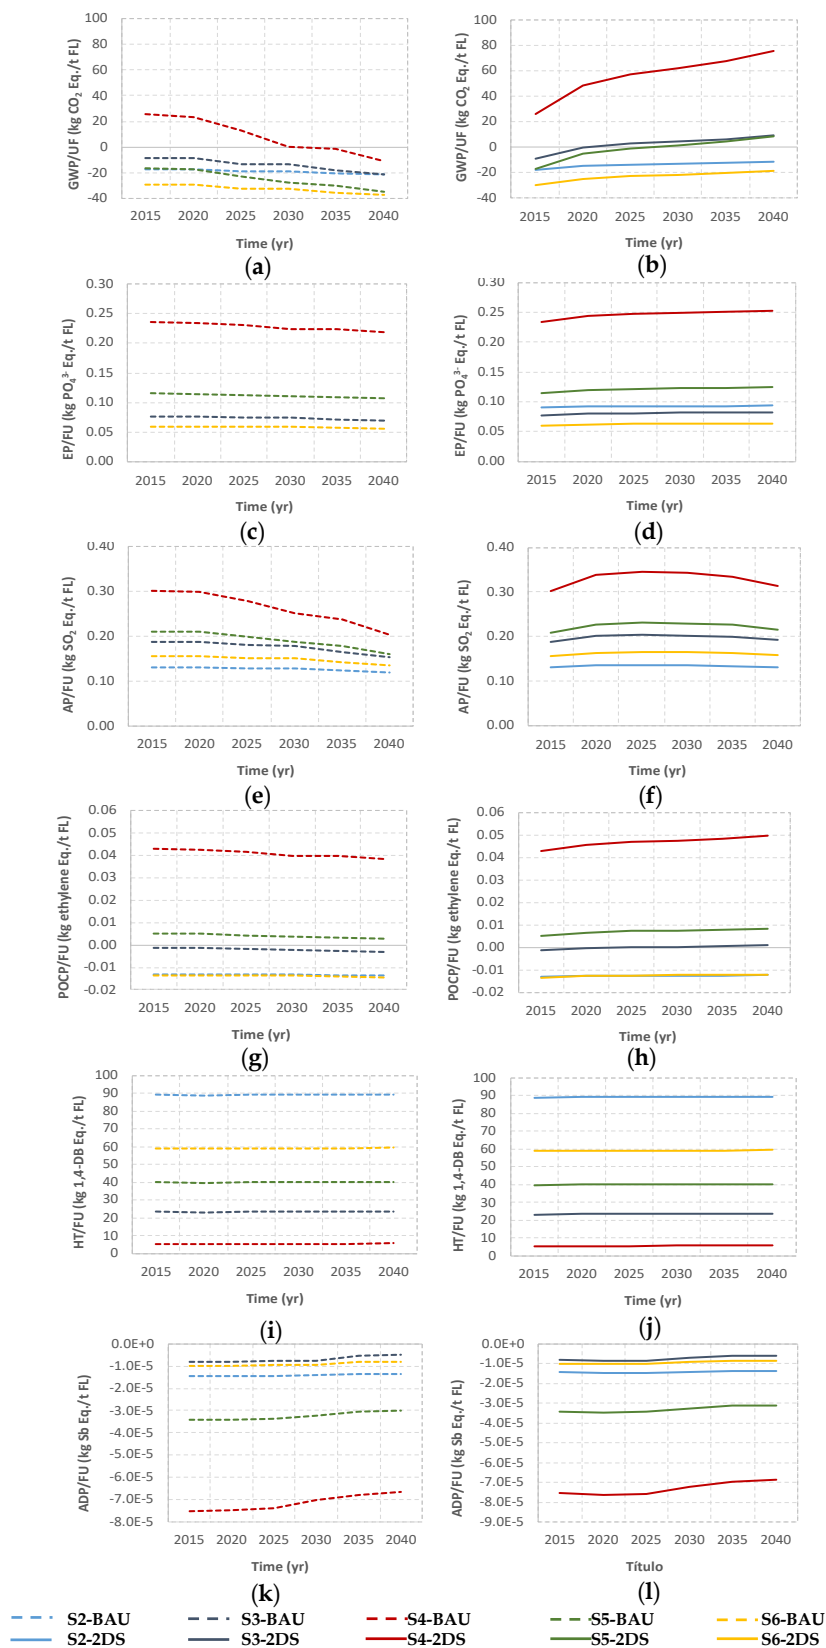 100
80
60
40
20
0
-20
-40
GWP/UF (kg CO₂ Eq./t FL)
2015 2020 2025 2030 2035 2040
Time (yr)
(a)
100
80
60
40
20
0
-20
-40
GWP/UF (kg CO₂ Eq./t FL)
2015 2020 2025 2030 2035 2040
Time (yr)
(b)
0.30
0.25
0.20
0.15
0.10
0.05
0.00
EP/FU (kg PO₄³⁻ Eq./t FL)
2015 2020 2025 2030 2035 2040
Time (yr)
(c)
0.30
0.25
0.20
0.15
0.10
0.05
0.00
EP/FU (kg PO₄³⁻ Eq./t FL)
2015 2020 2025 2030 2035 2040
Time (yr)
(d)
0.40
0.30
0.20
0.10
0.00
AP/FU (kg SO₂ Eq./t FL)
2015 2020 2025 2030 2035 2040
Time (yr)
(e)
0.40
0.30
0.20
0.10
0.00
AP/FU (kg SO₂ Eq./t FL)
2015 2020 2025 2030 2035 2040
Time (yr)
(f)
0.06
0.05
0.04
0.03
0.02
0.01
0.00
-0.01
-0.02
POCP/FU (kg ethylene Eq./t FL)
2015 2020 2025 2030 2035 2040
Time (yr)
(g)
0.06
0.05
0.04
0.03
0.02
0.01
0.00
-0.01
-0.02
POCP/FU (kg ethylene Eq./t FL)
2015 2020 2025 2030 2035 2040
Time (yr)
(h)
100
90
80
70
60
50
40
30
20
10
0
HT/FU (kg 1,4-DB Eq./t FL)
2015 2020 2025 2030 2035 2040
Time (yr)
(i)
100
90
80
70
60
50
40
30
20
10
0
HT/FU (kg 1,4-DB Eq./t FL)
2015 2020 2025 2030 2035 2040
Time (yr)
(j)
0.0E+0
-1.0E-5
-2.0E-5
-3.0E-5
-4.0E-5
-5.0E-5
-6.0E-5
-7.0E-5
-8.0E-5
ADP/FU (kg Sb Eq./t FL)
2015 2020 2025 2030 2035 2040
Time (yr)
(k)
0.0E+0
-1.0E-5
-2.0E-5
-3.0E-5
-4.0E-5
-5.0E-5
-6.0E-5
-7.0E-5
-8.0E-5
-9.0E-5
ADP/FU (kg Sb Eq./t FL)
2015 2020 2025 2030 2035 2040
Título
(l)
S2-BAU S3-BAU S4-BAU S5-BAU S6-BAU
S2-2DS S3-2DS S4-2DS S5-2DS S6-2DS